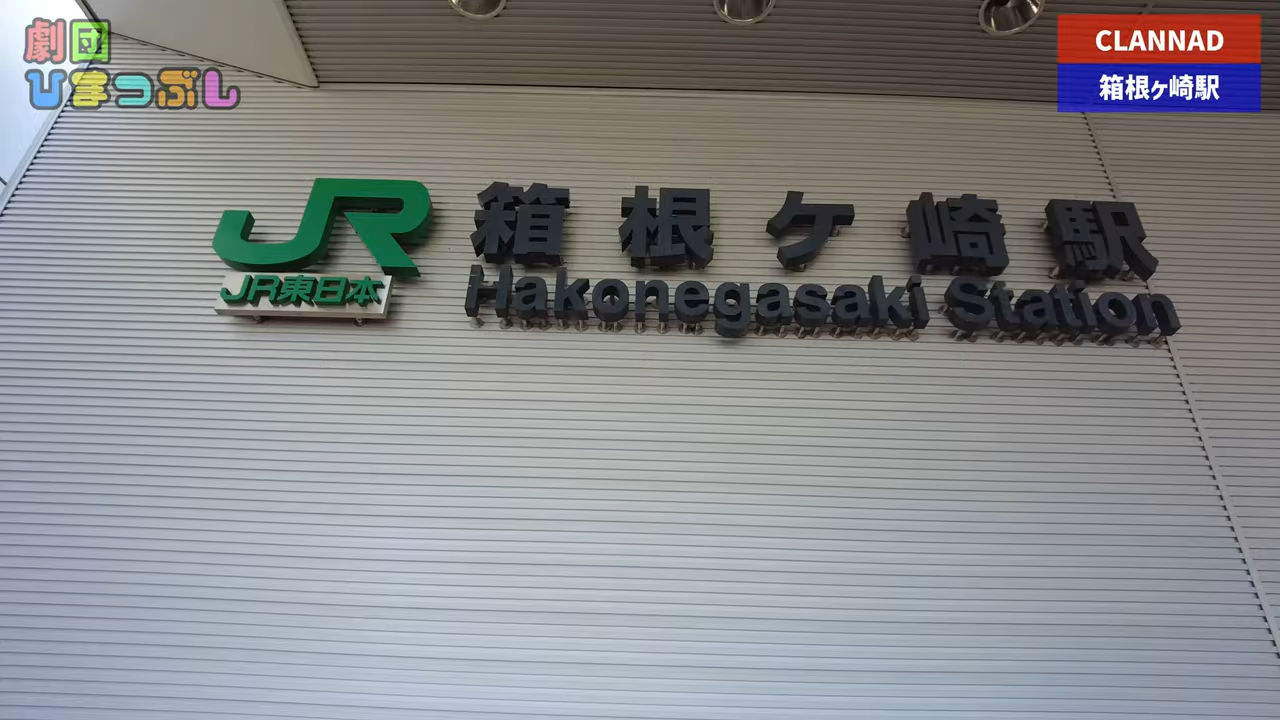 劇団
ひまつぶし
CLANNAD
箱根ヶ崎駅
JR 箱根ケ崎駅
JR東日本
Hakonegasaki Station